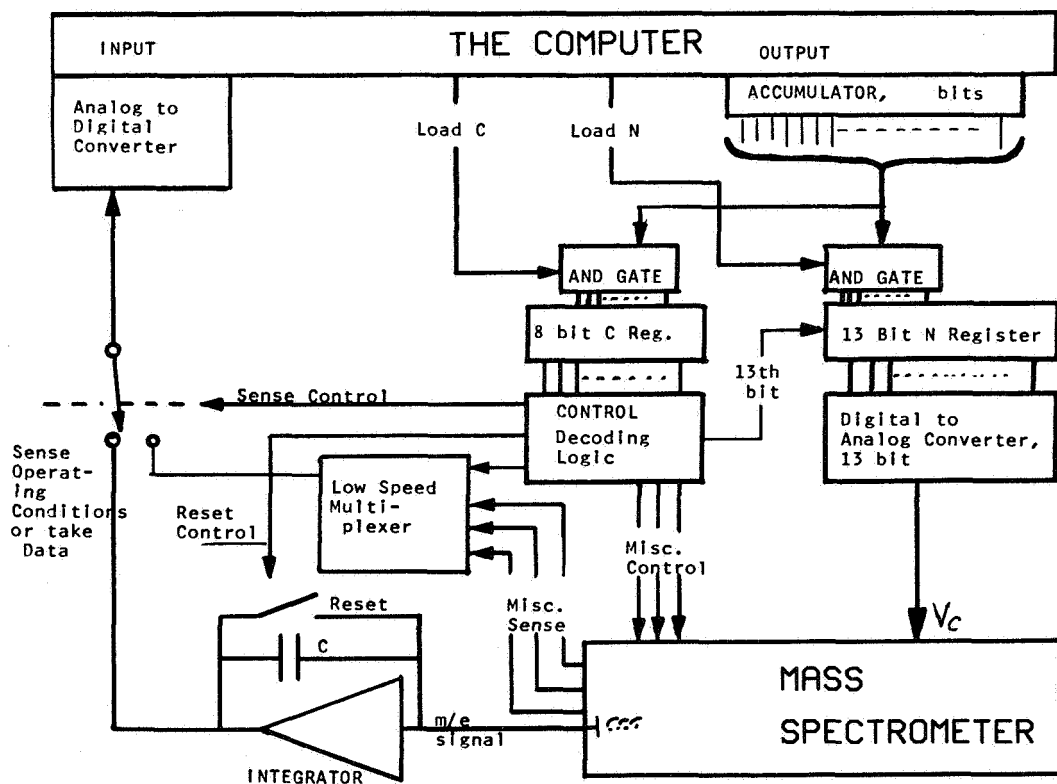 THE COMPUTER
INPUT
OUTPUT
Analog to
Digital
Converter
ACCUMULATOR, bits
Load C
Load N
AND GATE
AND GATE
8 bit C Reg.
13 Bit N Register
13th
bit
Sense Control
CONTROL
Decoding
Logic
Digital to
Analog Converter,
13 bit
Sense
Operat-
ing
Conditions
or take
Data
Reset
Control
Low Speed
Multi-
plexer
Misc.
Control
Misc.
Sense
Reset
C
Vc
m/e
signal
INTEGRATOR
MASS
SPECTROMETER